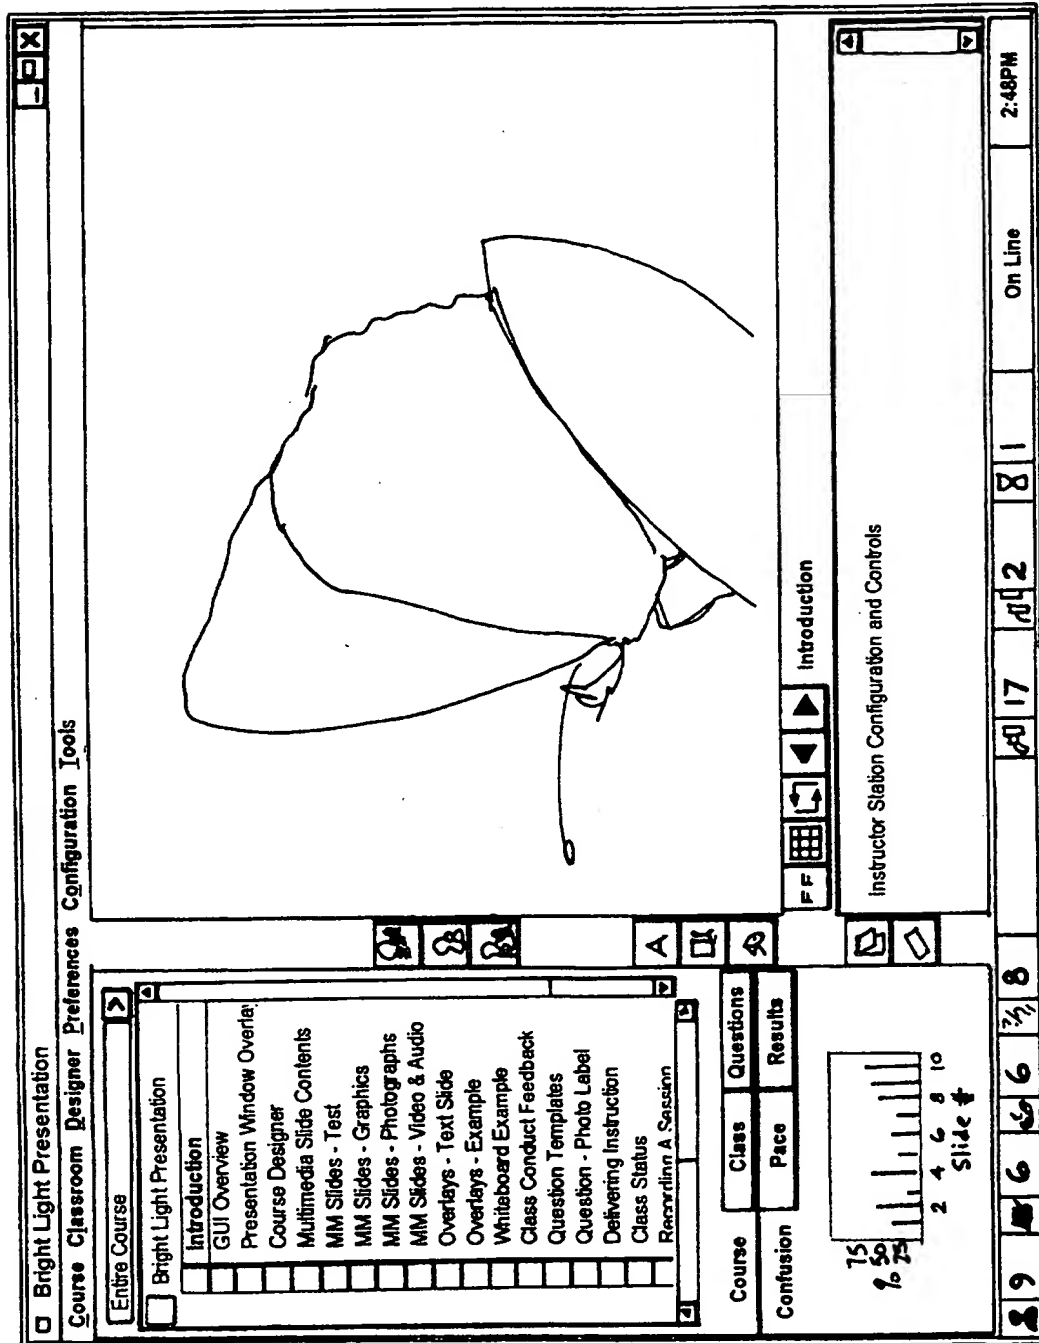 Bright Light Presentation
Course Classroom Designer Preferences Configuration Tools
Entire Course >
Bright Light Presentation
Introduction
GUI Overview
Presentation Window Overla
Course Designer
Multimedia Slide Contents
MM Slides - Test
MM Slides - Graphics
MM Slides - Photographs
MM Slides - Video & Audio
Overlays - Text Slide
Overlays - Example
Whiteboard Example
Class Conduct Feedback
Question Templates
Question - Photo Label
Delivering Instruction
Class Status
Recording A Session
A
FF Introduction
Course Class Questions
Confusion Pace Results
75
% 50
25
2 4 6 8 10
Slide #
Instructor Station Configuration and Controls
9 6 6 8 17 2 1 On Line 2:48PM